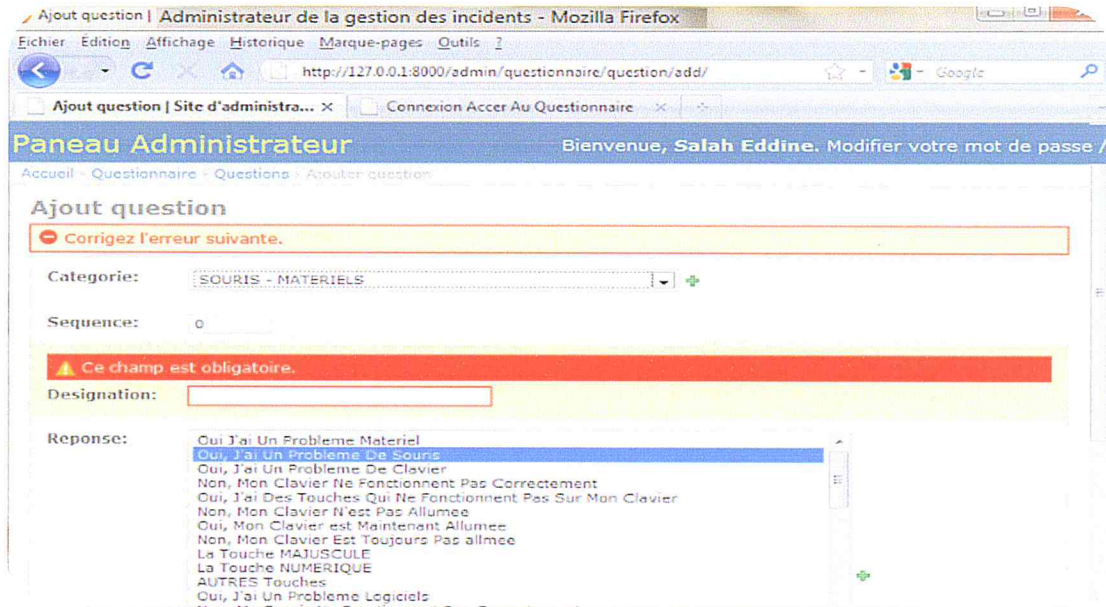 Ajout question | Administrateur de la gestion des incidents - Mozilla Firefox
Eichier Edition Affichage Historique Marque-pages Outils ?
http://127.0.0.1:8000/admin/questionnaire/question/add/ Google
Ajout question | Site d'administra... × Connexion Accer Au Questionnaire ×
Paneau Administrateur Bienvenue, Salah Eddine. Modifier votre mot de passe /
Accueil › Questionnaire › Questions › Ajouter question
Ajout question
Corrigez l'erreur suivante.
Categorie: SOURIS - MATERIELS
Sequence: 0
Ce champ est obligatoire.
Designation:
Reponse: Oui J'ai Un Probleme Materiel
Oui, J'ai Un Probleme De Souris
Oui, J'ai Un Probleme De Clavier
Non, Mon Clavier Ne Fonctionnent Pas Correctement
Oui, J'ai Des Touches Qui Ne Fonctionnent Pas Sur Mon Clavier
Non, Mon Clavier N'est Pas Allumee
Oui, Mon Clavier est Maintenant Allumee
Non, Mon Clavier Est Toujours Pas allmee
La Touche MAJUSCULE
La Touche NUMERIQUE
AUTRES Touches
Oui, J'ai Un Probleme Logiciels